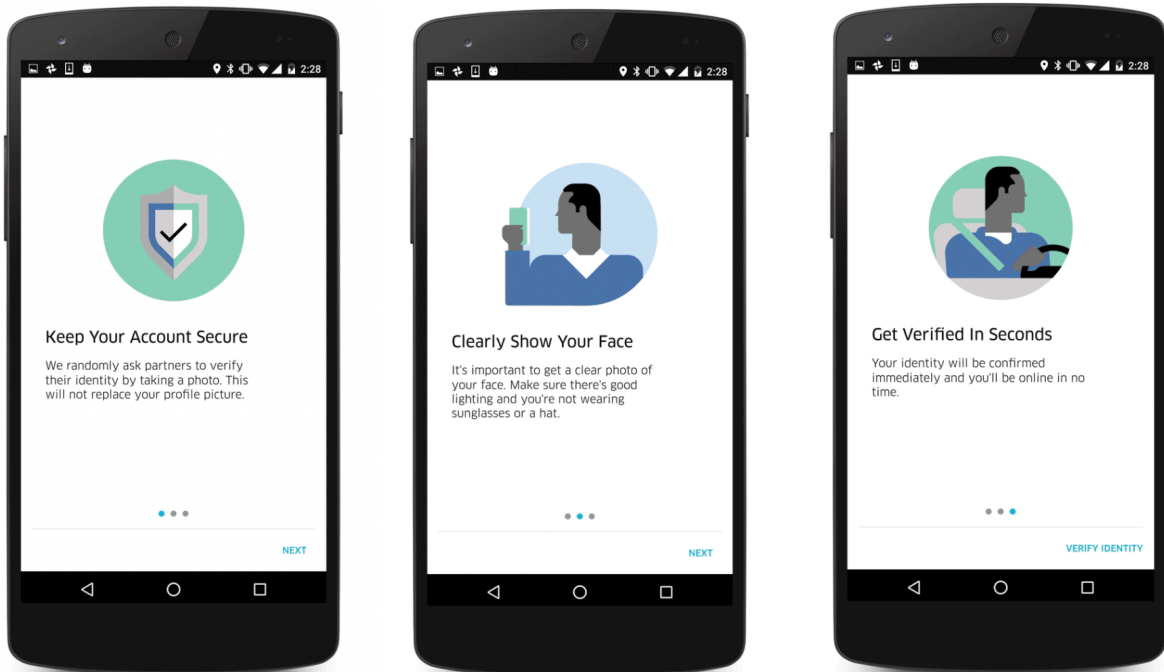 2:28
Keep Your Account Secure
We randomly ask partners to verify
their identity by taking a photo. This
will not replace your profile picture.
NEXT
2:28
Clearly Show Your Face
It's important to get a clear photo of
your face. Make sure there's good
lighting and you're not wearing
sunglasses or a hat.
NEXT
2:28
Get Verified In Seconds
Your identity will be confirmed
immediately and you'll be online in no
time.
VERIFY IDENTITY